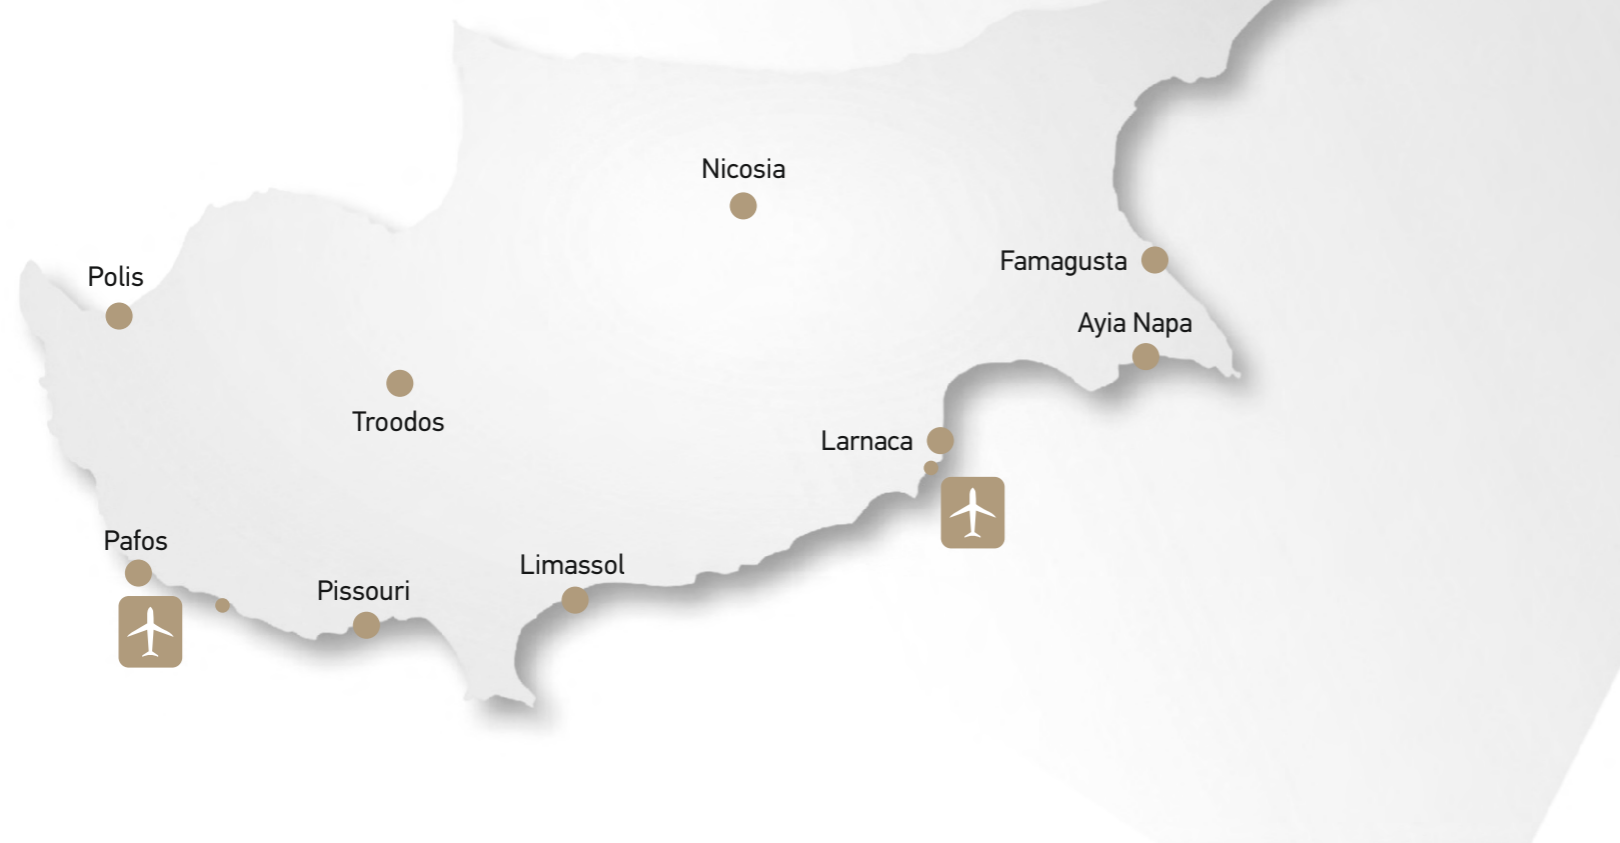 Nicosia
Famagusta
Polis
Ayia Napa
Troodos
Larnaca
Pafos
Limassol
Pissouri